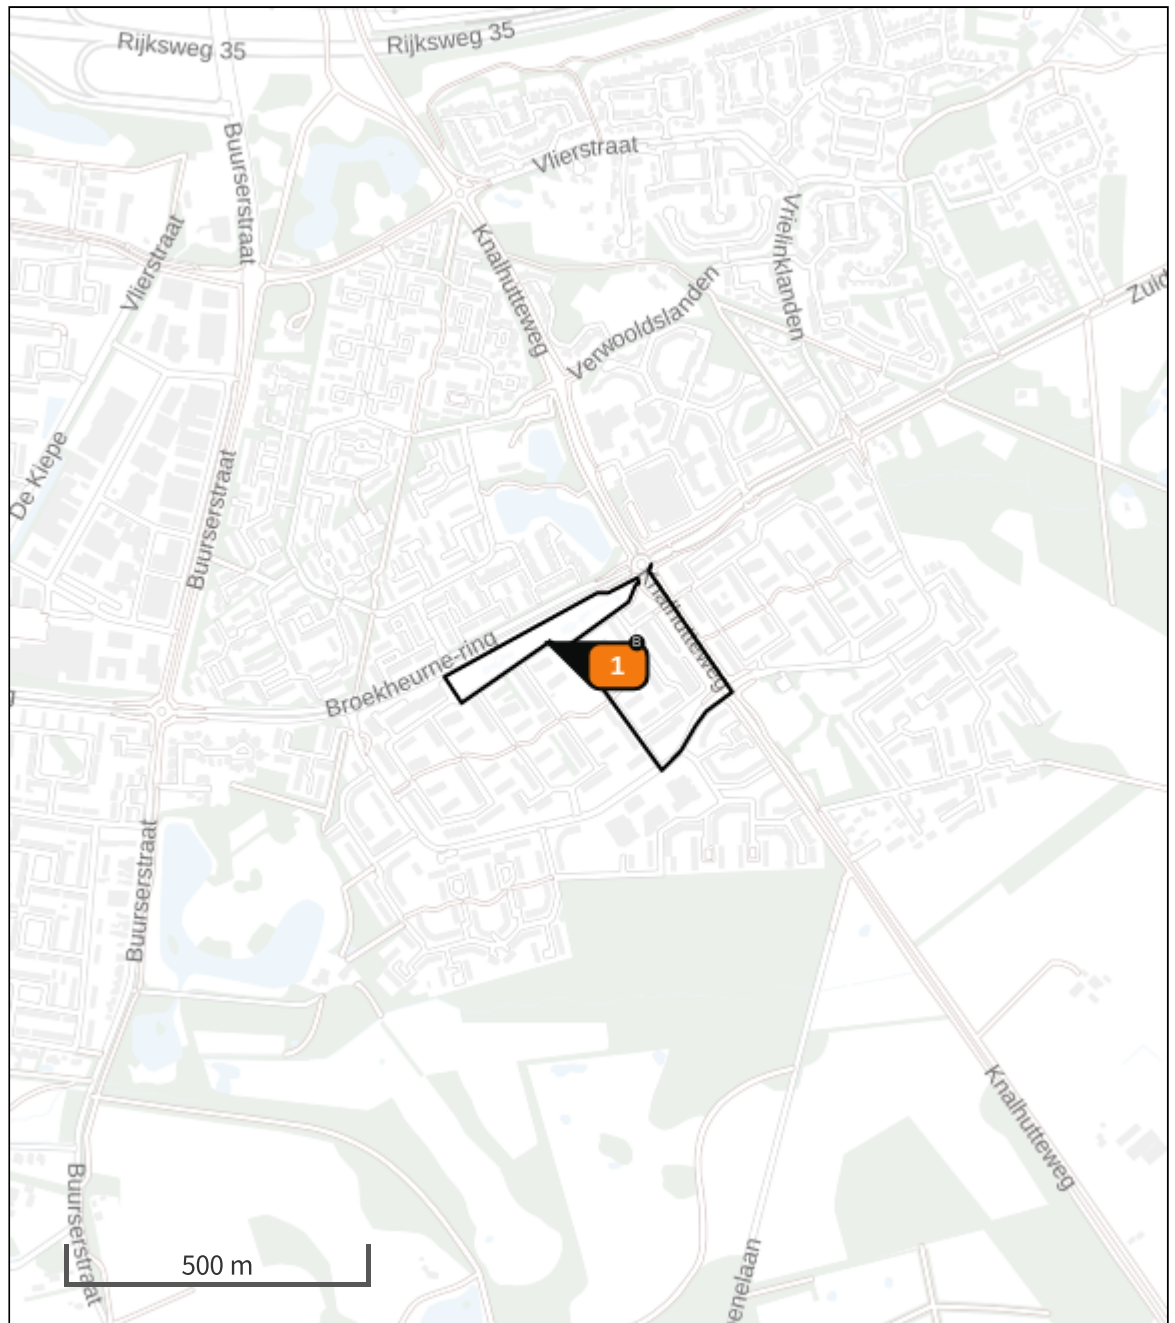 Rijksweg 35
Rijksweg 35
Buurserstraat
Vlierstraat
Vlierstraat
Knalhutteweg
Vrielinklanden
Verwooldslanden
Zuid
De Kiepe
Buurserstraat
Knalhutteweg
Broekheurne-ring
B
1
g
Buurserstraat
Knalhutteweg
Buurserstraat
enelaan
500 m